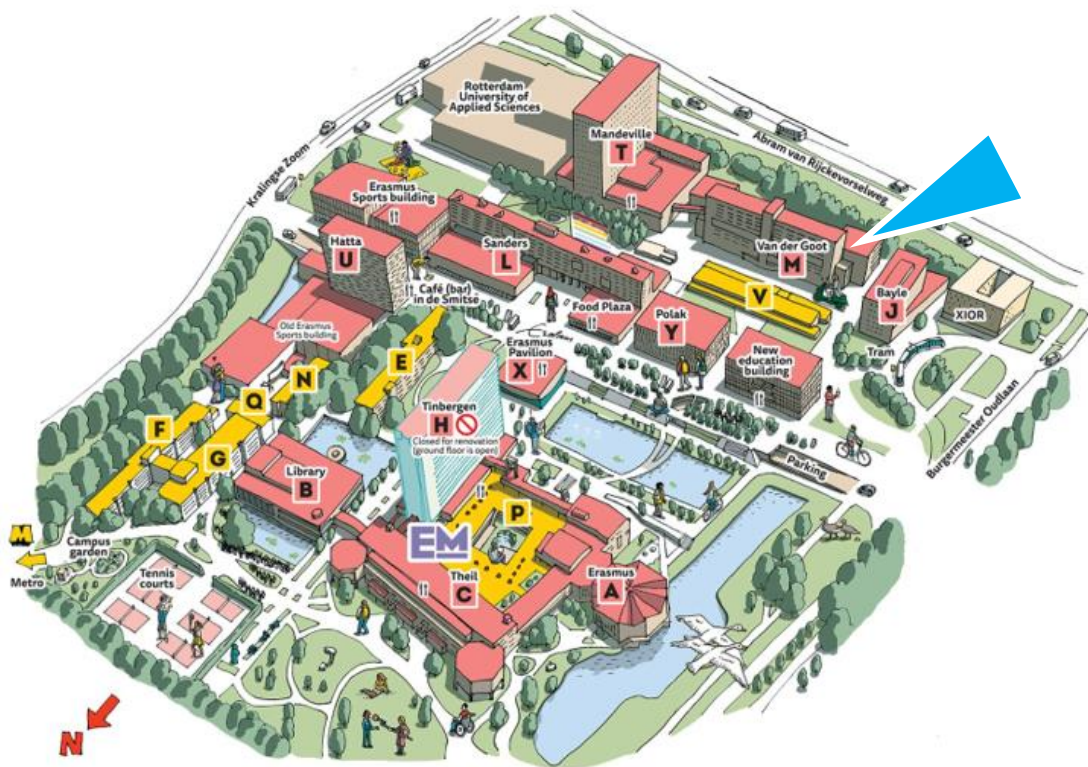 Rotterdam
University of
Applied Sciences
Mandeville
T
Abram van Rijckevorselweg
Kralingse Zoom
Erasmus
Sports building
Hatta
U
Sanders
L
Van der Goot
M
Café (bar)
in de Smitse
V
Bayle
J
XIOR
Food Plaza
Polak
Y
Old Erasmus
Sports building
E
Erasmus
Pavilion
X
New
education
building
Tram
N
Q
F
G
Tinbergen
H
Closed for renovation
(ground floor is open)
Burgermeester Oudlaan
Parking
Library
B
P
EM
M
Metro
Campus
garden
Tennis
courts
Theil
C
Erasmus
A
N